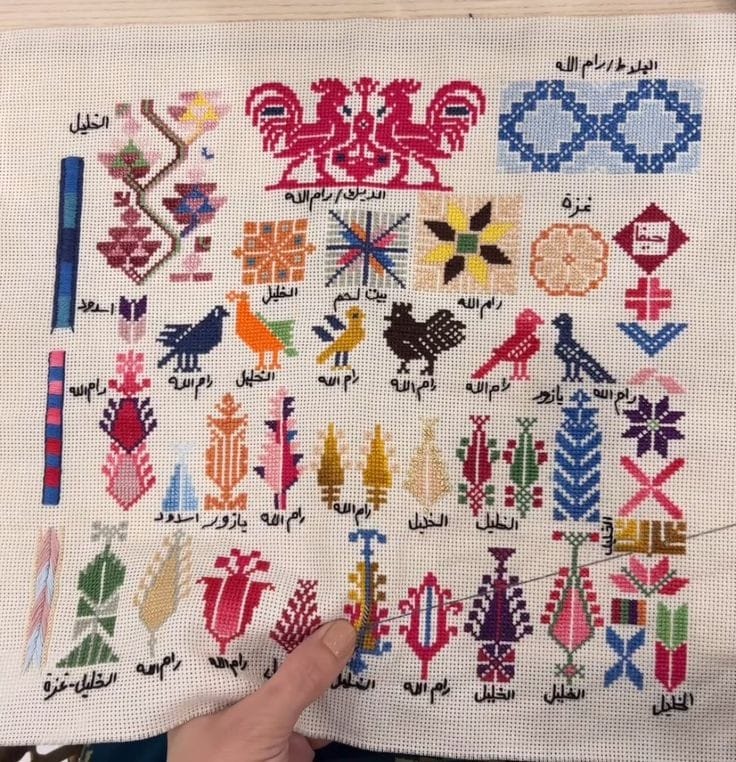 البلاط/رام الله
الخليل
الديك/رام الله
غزة
حيفا
الخليل
بيت لحم
رام الله
اسدود
رام الله
الخليل
رام الله
رام الله
رام الله
يازور
رام الله
رام الله
اسدود
يازور
رام الله
رام الله
الخليل
الخليل
الخليل
الخليل-غزة
رام الله
رام الله
الخليل
رام الله
الخليل
الخليل
الخليل